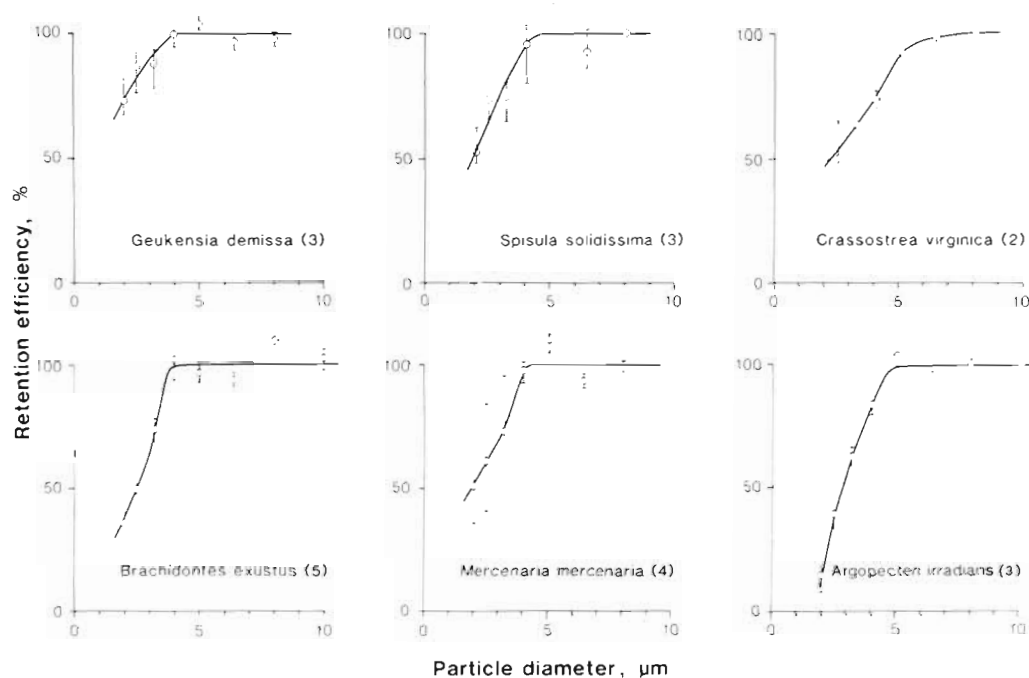 Retention efficiency, %
100
50
0
Geukensia demissa (3)
0 5 10
100
50
0
Spisula solidissima (3)
0 5 10
100
50
0
Crassostrea virginica (2)
0 5 10
100
50
0
Brachidontes exustus (5)
0 5 10
100
50
0
Mercenaria mercenaria (4)
0 5 10
100
50
0
Argopecten irradians (3)
0 5 10
Particle diameter, µm